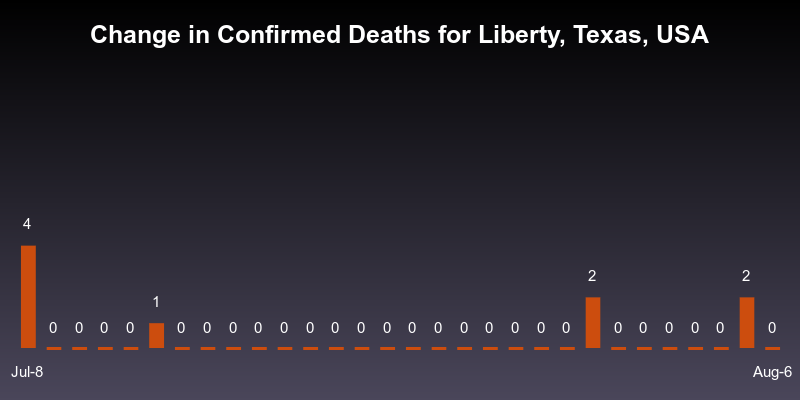 Change in Confirmed Deaths for Liberty, Texas, USA
4 0 0 0 0 1 0 0 0 0 0 0 0 0 0 0 0 0 0 0 0 0 2 0 0 0 0 0 2 0
Jul-8 Aug-6